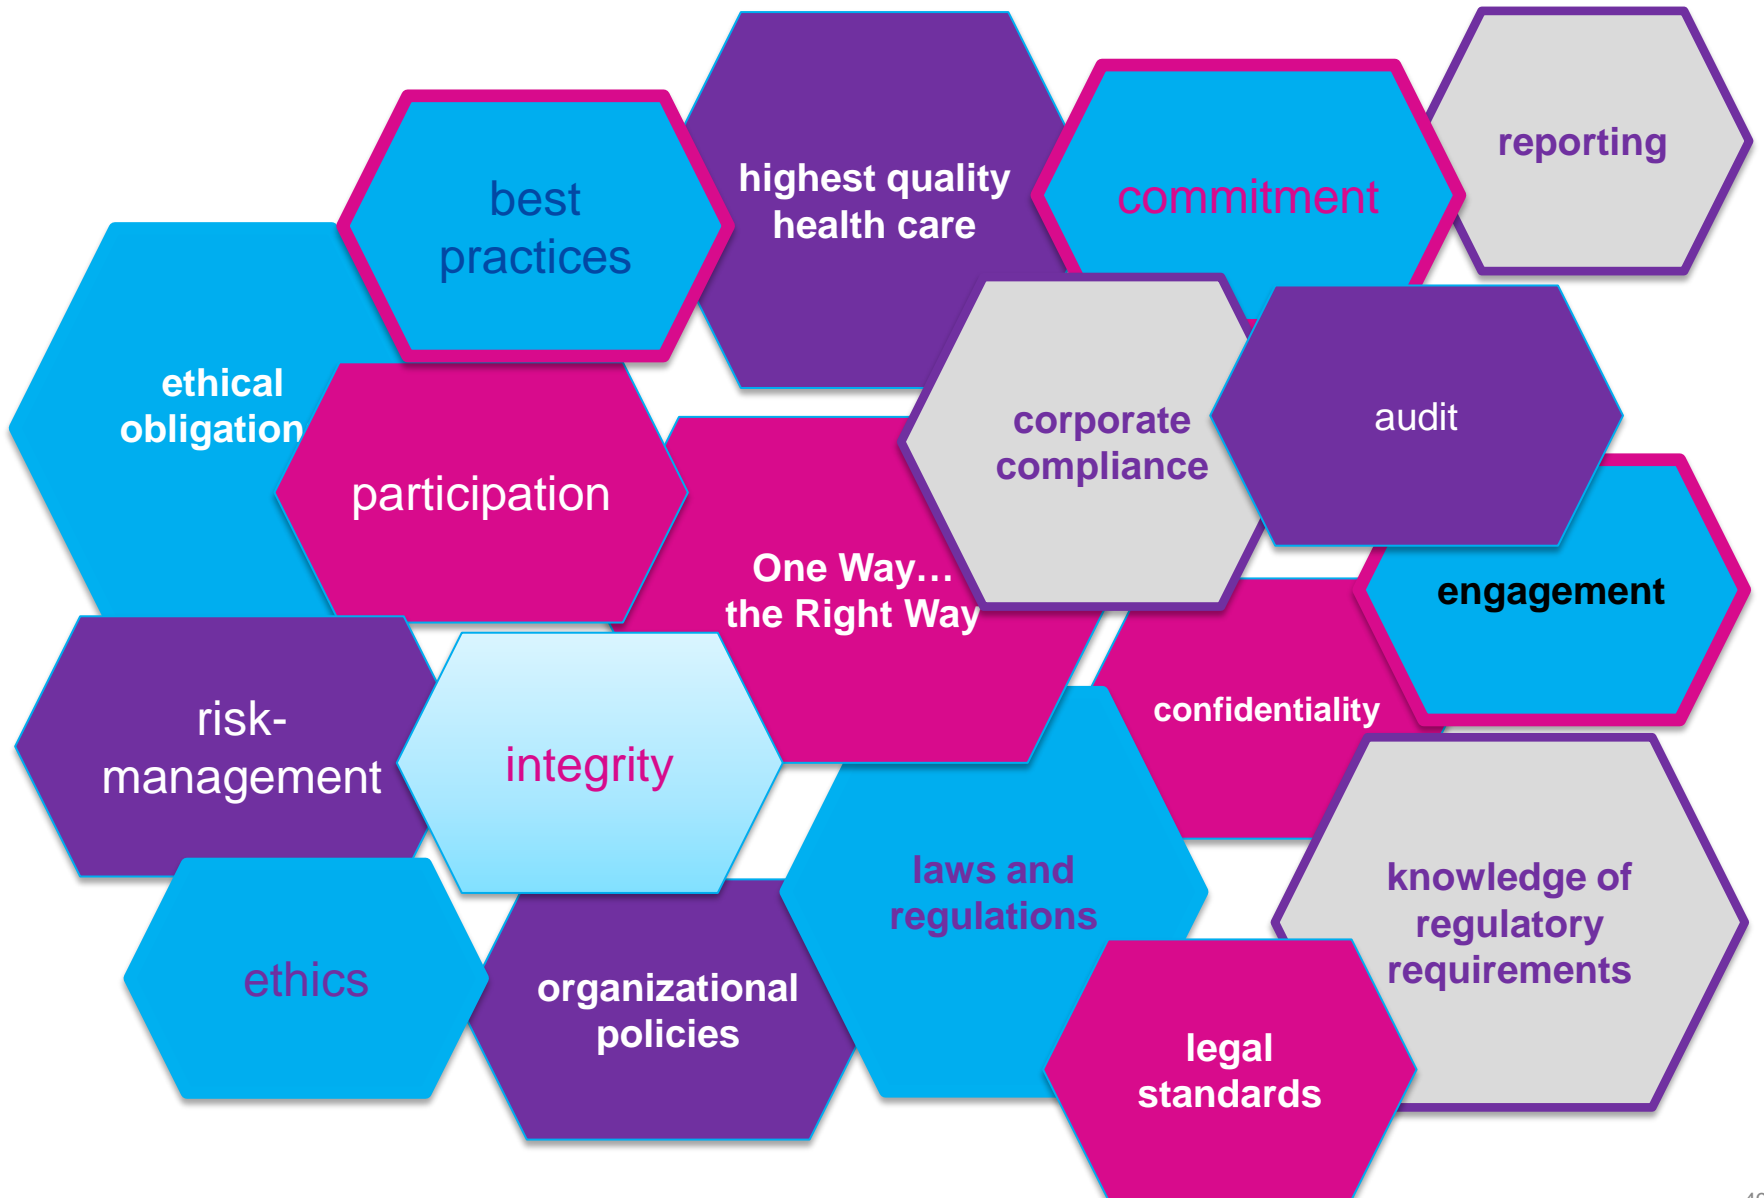 reporting
highest quality
health care
commitment
best
practices
ethical
obligation
corporate
compliance
audit
participation
One Way…
the Right Way
engagement
risk-
management
integrity
confidentiality
laws and
regulations
knowledge of
regulatory
requirements
ethics
organizational
policies
legal
standards